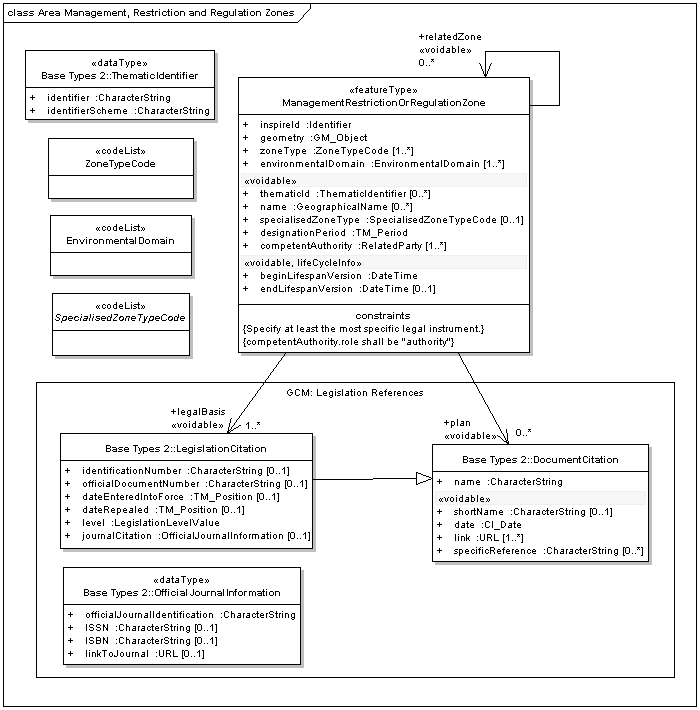 class Area Management, Restriction and Regulation Zones
+relatedZone
«voidable»
0..*
«dataType»
Base Types 2::ThematicIdentifier
+ identifier :CharacterString
+ identifierScheme :CharacterString
«codeList»
ZoneTypeCode
«codeList»
EnvironmentalDomain
«codeList»
SpecialisedZoneTypeCode
«featureType»
ManagementRestrictionOrRegulationZone
+ inspireId :Identifier
+ geometry :GM_Object
+ zoneType :ZoneTypeCode [1..*]
+ environmentalDomain :EnvironmentalDomain [1..*]
«voidable»
+ thematicId :ThematicIdentifier [0..*]
+ name :GeographicalName [0..*]
+ specialisedZoneType :SpecialisedZoneTypeCode [0..1]
+ designationPeriod :TM_Period
+ competentAuthority :RelatedParty [1..*]
«voidable, lifeCycleInfo»
+ beginLifespanVersion :DateTime
+ endLifespanVersion :DateTime [0..1]
constraints
{Specify at least the most specific legal instrument.}
{competentAuthority.role shall be "authority"}
GCM: Legislation References
+legalBasis
«voidable» 1..*
+plan
«voidable» 0..*
Base Types 2::LegislationCitation
+ identificationNumber :CharacterString [0..1]
+ officialDocumentNumber :CharacterString [0..1]
+ dateEnteredIntoForce :TM_Position [0..1]
+ dateRepealed :TM_Position [0..1]
+ level :LegislationLevelValue
+ journalCitation :OfficialJournalInformation [0..1]
Base Types 2::DocumentCitation
+ name :CharacterString
«voidable»
+ shortName :CharacterString [0..1]
+ date :CI_Date
+ link :URL [1..*]
+ specificReference :CharacterString [0..*]
«dataType»
Base Types 2::OfficialJournalInformation
+ officialJournalIdentification :CharacterString
+ ISSN :CharacterString [0..1]
+ ISBN :CharacterString [0..1]
+ linkToJournal :URL [0..1]